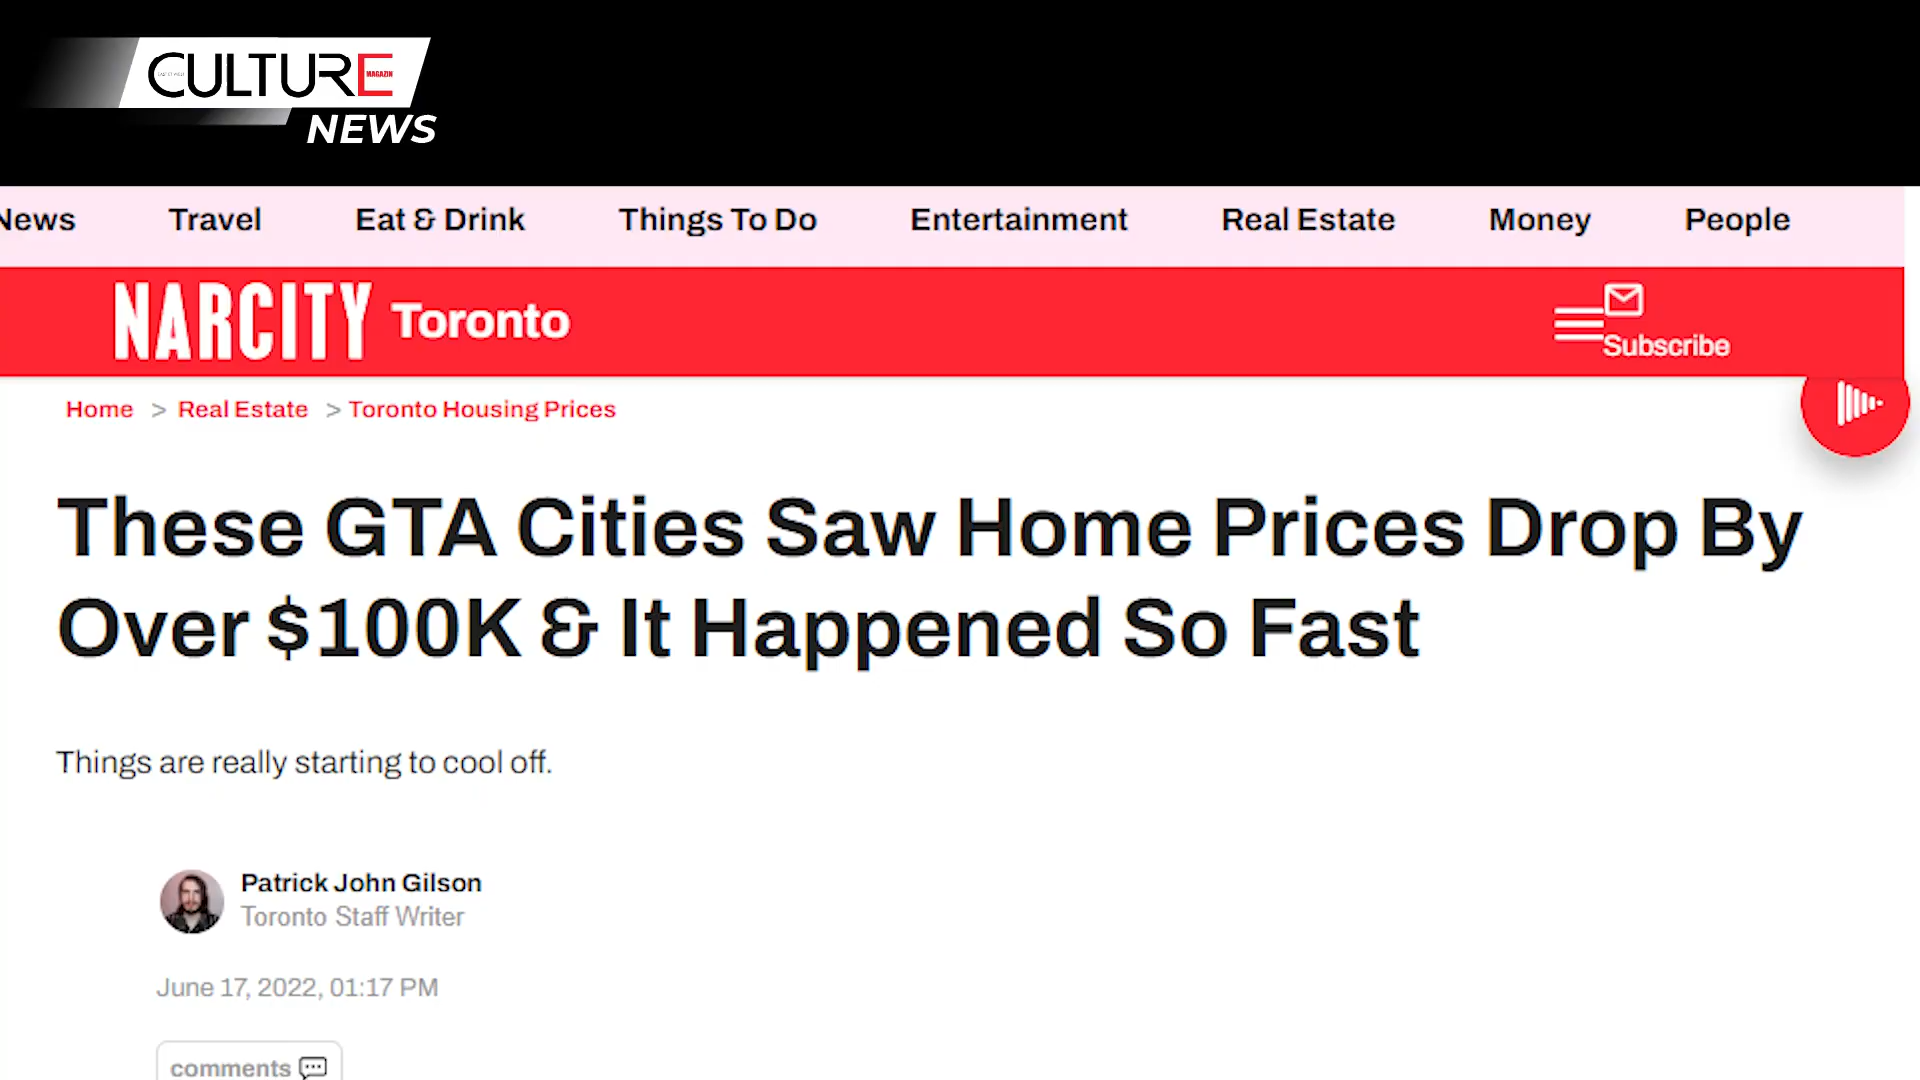 CULTURE
MAGAZIN
NEWS
News Travel Eat & Drink Things To Do Entertainment Real Estate Money People
NARCITY Toronto
Subscribe
Home > Real Estate > Toronto Housing Prices
These GTA Cities Saw Home Prices Drop By
Over $100K & It Happened So Fast
Things are really starting to cool off.
Patrick John Gilson
Toronto Staff Writer
June 17, 2022, 01:17 PM
comments